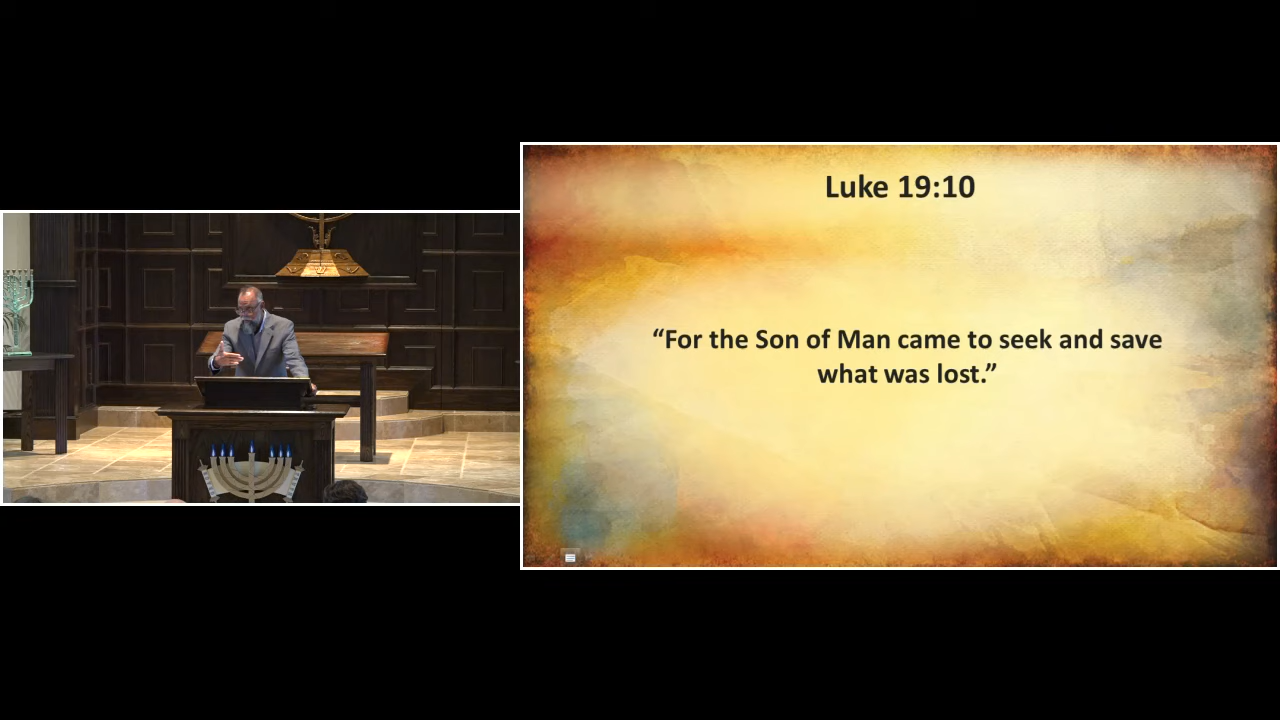 Luke 19:10
“For the Son of Man came to seek and save
what was lost.”